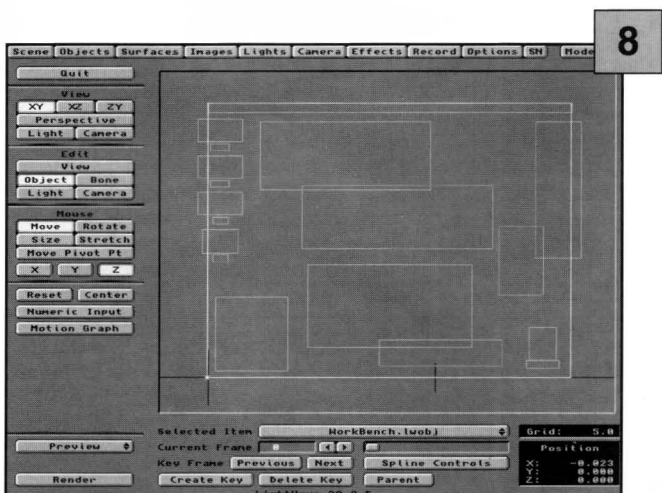 8
Scene Objects Surfaces Images Lights Camera Effects Record Options SN Mode
Quit
View
XY XZ ZY
Perspective
Light Camera
Edit
View
Object Bone
Light Camera
Mouse
Move Rotate
Size Stretch
Move Pivot Pt
X Y Z
Reset Center
Numeric Input
Motion Graph
Selected Item WorkBench.lwobj Grid: 5.0
Preview Current Frame 0 Position
Key Frame Previous Next Spline Controls X: -0.023
Y: 0.000
Render Create Key Delete Key Parent Z: 0.000